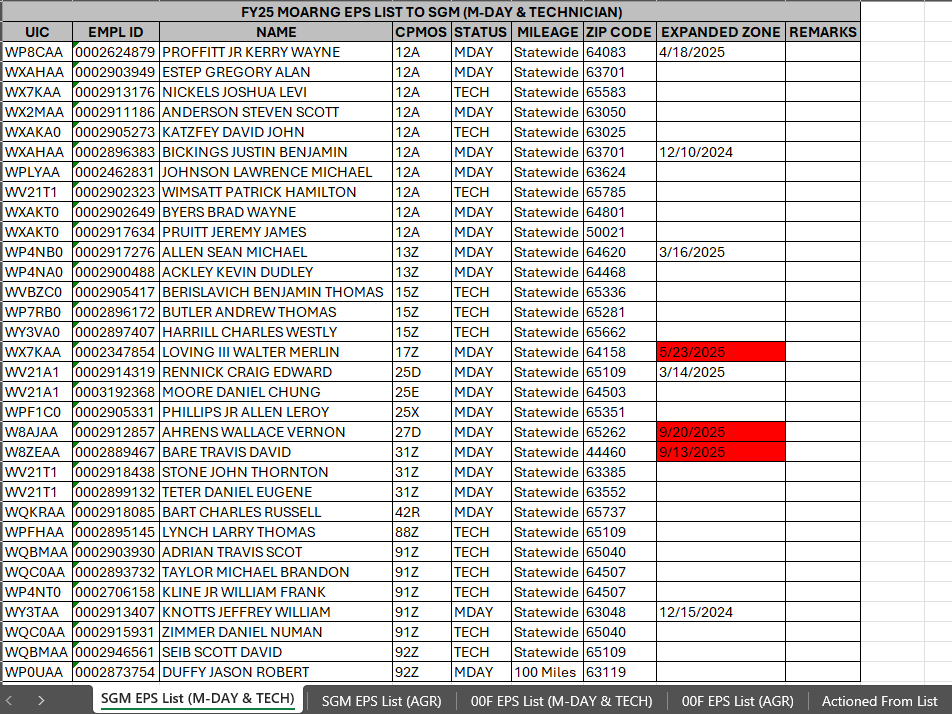 FY25 MOARNG EPS LIST TO SGM (M-DAY & TECHNICIAN)
UIC EMPL ID NAME CPMOS STATUS MILEAGE ZIP CODE EXPANDED ZONE REMARKS
WP8CAA 0002624879 PROFFITT JR KERRY WAYNE 12A MDAY Statewide 64083 4/18/2025
WXAHAA 0002903949 ESTEP GREGORY ALAN 12A MDAY Statewide 63701
WX7KAA 0002913176 NICKELS JOSHUA LEVI 12A TECH Statewide 65583
WX2MAA 0002911186 ANDERSON STEVEN SCOTT 12A MDAY Statewide 63050
WXAKA0 0002905273 KATZFEY DAVID JOHN 12A TECH Statewide 63025
WXAHAA 0002896383 BICKINGS JUSTIN BENJAMIN 12A MDAY Statewide 63701 12/10/2024
WPLYAA 0002462831 JOHNSON LAWRENCE MICHAEL 12A MDAY Statewide 63624
WV21T1 0002902323 WIMSATT PATRICK HAMILTON 12A TECH Statewide 65785
WXAKT0 0002902649 BYERS BRAD WAYNE 12A MDAY Statewide 64801
WXAKT0 0002917634 PRUITT JEREMY JAMES 12A MDAY Statewide 50021
WP4NB0 0002917276 ALLEN SEAN MICHAEL 13Z MDAY Statewide 64620 3/16/2025
WP4NA0 0002900488 ACKLEY KEVIN DUDLEY 13Z MDAY Statewide 64468
WVBZC0 0002905417 BERISLAVICH BENJAMIN THOMAS 15Z TECH Statewide 65336
WP7RB0 0002896172 BUTLER ANDREW THOMAS 15Z TECH Statewide 65281
WY3VA0 0002897407 HARRILL CHARLES WESTLY 15Z TECH Statewide 65662
WX7KAA 0002347854 LOVING III WALTER MERLIN 17Z MDAY Statewide 64158 5/23/2025
WV21A1 0002914319 RENNICK CRAIG EDWARD 25D MDAY Statewide 65109 3/14/2025
WV21A1 0003192368 MOORE DANIEL CHUNG 25E MDAY Statewide 64503
WPF1C0 0002905331 PHILLIPS JR ALLEN LEROY 25X MDAY Statewide 65351
W8AJAA 0002912857 AHRENS WALLACE VERNON 27D MDAY Statewide 65262 9/20/2025
W8ZEAA 0002889467 BARE TRAVIS DAVID 31Z MDAY Statewide 44460 9/13/2025
WV21T1 0002918438 STONE JOHN THORNTON 31Z MDAY Statewide 63385
WV21T1 0002899132 TETER DANIEL EUGENE 31Z MDAY Statewide 63552
WQKRAA 0002918085 BART CHARLES RUSSELL 42R MDAY Statewide 65737
WPFHAA 0002895145 LYNCH LARRY THOMAS 88Z TECH Statewide 65109
WQBMAA 0002903930 ADRIAN TRAVIS SCOT 91Z TECH Statewide 65040
WQC0AA 0002893732 TAYLOR MICHAEL BRANDON 91Z TECH Statewide 64507
WP4NT0 0002706158 KLINE JR WILLIAM FRANK 91Z TECH Statewide 64507
WY3TAA 0002913407 KNOTTS JEFFREY WILLIAM 91Z MDAY Statewide 63048 12/15/2024
WQC0AA 0002915931 ZIMMER DANIEL NUMAN 91Z TECH Statewide 65040
WQBMAA 0002946561 SEIB SCOTT DAVID 92Z TECH Statewide 65109
WP0UAA 0002873754 DUFFY JASON ROBERT 92Z MDAY 100 Miles 63119
SGM EPS List (M-DAY & TECH) SGM EPS List (AGR) 00F EPS List (M-DAY & TECH) 00F EPS List (AGR) Actioned From List